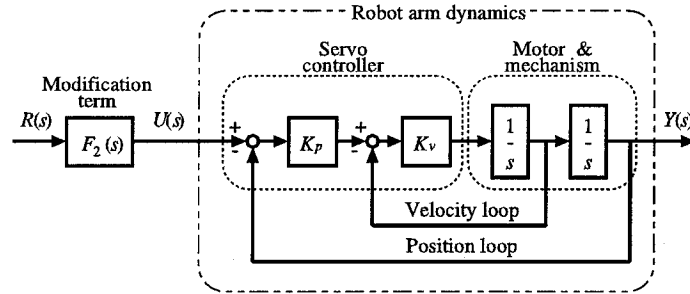 Robot arm dynamics
Servo
controller
Motor &
mechanism
Modification
term
R(s)
F₂(s)
U(s)
+
-
Kₚ
+
-
Kᵥ
1
s
1
s
Y(s)
Velocity loop
Position loop